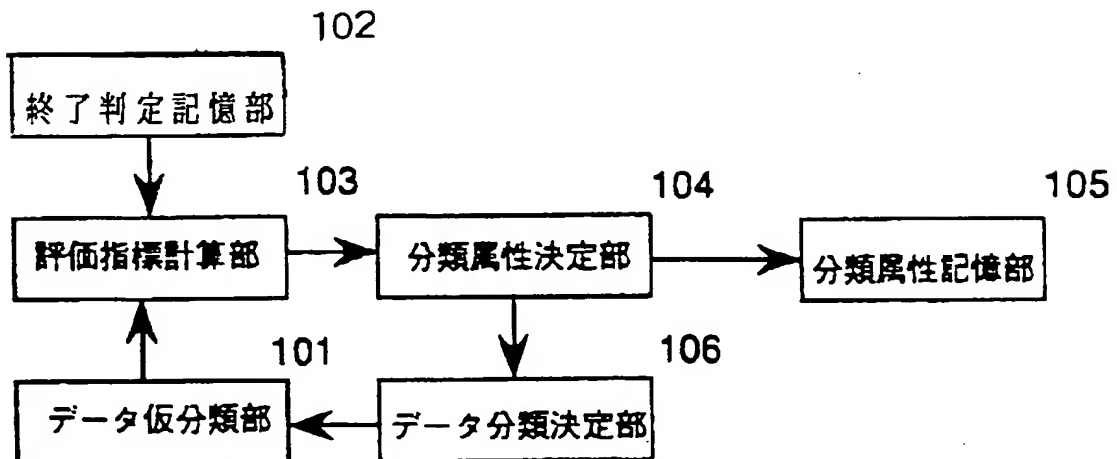 102
終了判定記憶部
103
104
105
評価指標計算部
分類属性決定部
分類属性記憶部
101
106
データ仮分類部
データ分類決定部